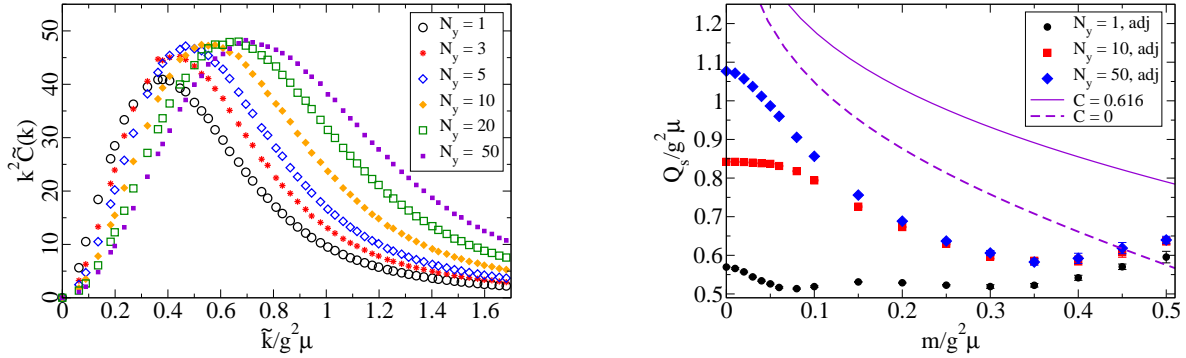 k²C̃(k)
50
40
30
20
10
0
N_y = 1
N_y = 3
N_y = 5
N_y = 10
N_y = 20
N_y = 50
0 0.2 0.4 0.6 0.8 1 1.2 1.4 1.6
k̃/g²μ
Q_s/g²μ
1.2
1.1
1
0.9
0.8
0.7
0.6
0.5
N_y = 1, adj
N_y = 10, adj
N_y = 50, adj
C = 0.616
C = 0
0 0.1 0.2 0.3 0.4 0.5
m/g²μ